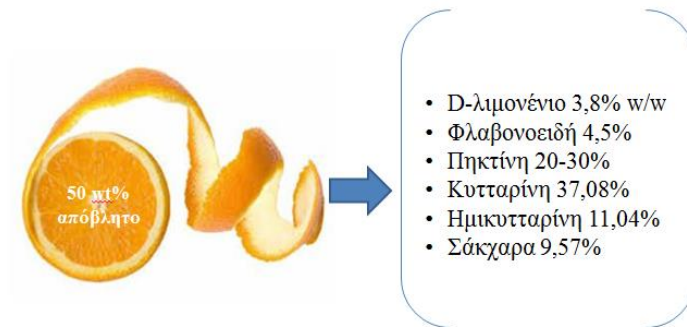 50 wt%
απόβλητο
• D-λιμονένιο 3,8% w/w
• Φλαβονοειδή 4,5%
• Πηκτίνη 20-30%
• Κυτταρίνη 37,08%
• Ημικυτταρίνη 11,04%
• Σάκχαρα 9,57%